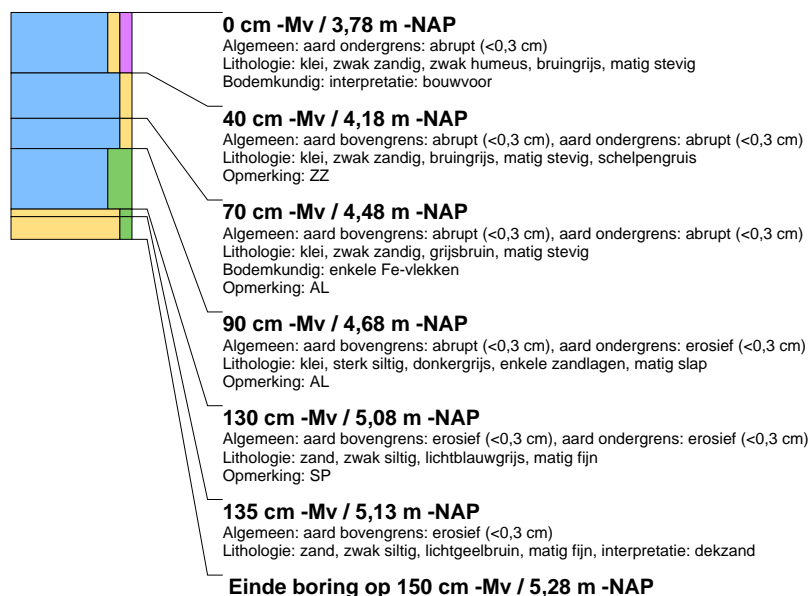 0 cm -Mv / 3,78 m -NAP
Algemeen: aard ondergrens: abrupt (<0,3 cm)
Lithologie: klei, zwak zandig, zwak humeus, bruingrijs, matig stevig
Bodemkundig: interpretatie: bouwvoor
40 cm -Mv / 4,18 m -NAP
Algemeen: aard bovengrens: abrupt (<0,3 cm), aard ondergrens: abrupt (<0,3 cm)
Lithologie: klei, zwak zandig, bruingrijs, matig stevig, schelpengruis
Opmerking: ZZ
70 cm -Mv / 4,48 m -NAP
Algemeen: aard bovengrens: abrupt (<0,3 cm), aard ondergrens: abrupt (<0,3 cm)
Lithologie: klei, zwak zandig, grijsbruin, matig stevig
Bodemkundig: enkele Fe-vlekken
Opmerking: AL
90 cm -Mv / 4,68 m -NAP
Algemeen: aard bovengrens: abrupt (<0,3 cm), aard ondergrens: erosief (<0,3 cm)
Lithologie: klei, sterk siltig, donkergrijs, enkele zandlagen, matig slap
Opmerking: AL
130 cm -Mv / 5,08 m -NAP
Algemeen: aard bovengrens: erosief (<0,3 cm), aard ondergrens: erosief (<0,3 cm)
Lithologie: zand, zwak siltig, lichtblauwgrijs, matig fijn
Opmerking: SP
135 cm -Mv / 5,13 m -NAP
Algemeen: aard bovengrens: erosief (<0,3 cm)
Lithologie: zand, zwak siltig, lichtgeelbruin, matig fijn, interpretatie: dekzand
Einde boring op 150 cm -Mv / 5,28 m -NAP